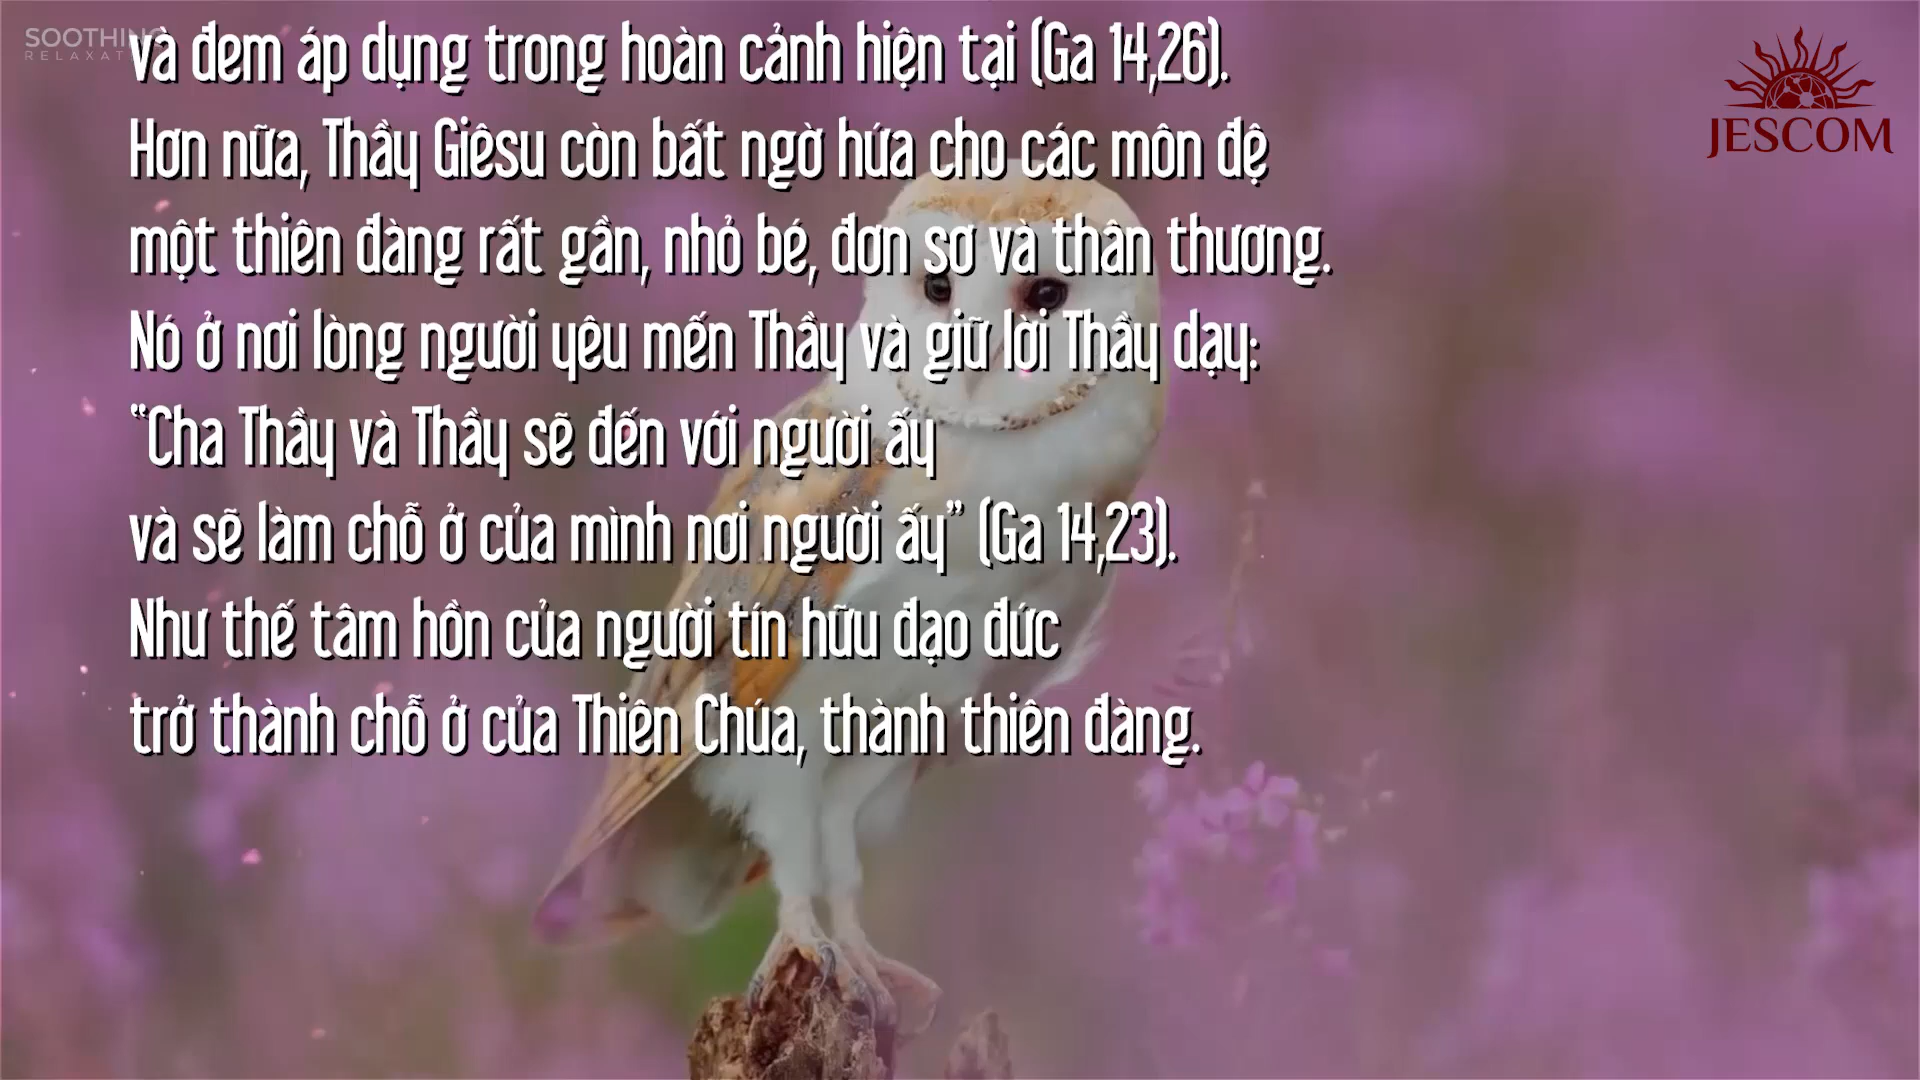 SOOTHING
RELAXAT
JESCOM
và đem áp dụng trong hoàn cảnh hiện tại (Ga 14,26).
Hơn nữa, Thầy Giêsu còn bất ngờ hứa cho các môn đệ
một thiên đàng rất gần, nhỏ bé, đơn sơ và thân thương.
Nó ở nơi lòng người yêu mến Thầy và giữ lời Thầy dạy:
“Cha Thầy và Thầy sẽ đến với người ấy
và sẽ làm chỗ ở của mình nơi người ấy” (Ga 14,23).
Như thế tâm hồn của người tín hữu đạo đức
trở thành chỗ ở của Thiên Chúa, thành thiên đàng.